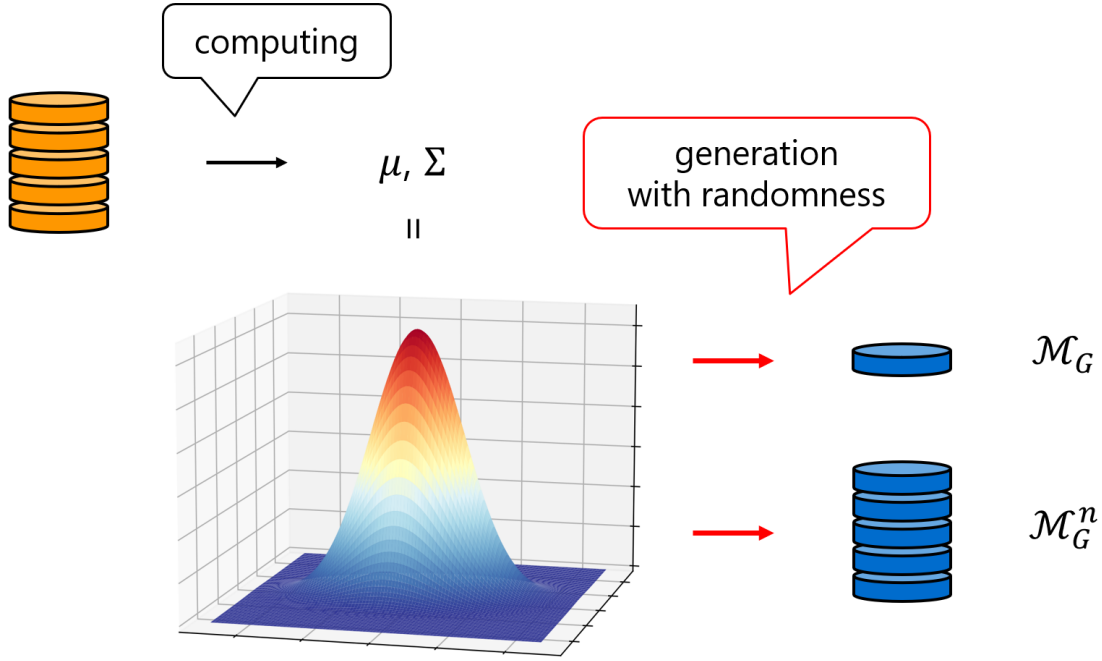 computing
μ, Σ
=
generation
with randomness
ℳ_G
ℳ_G^n